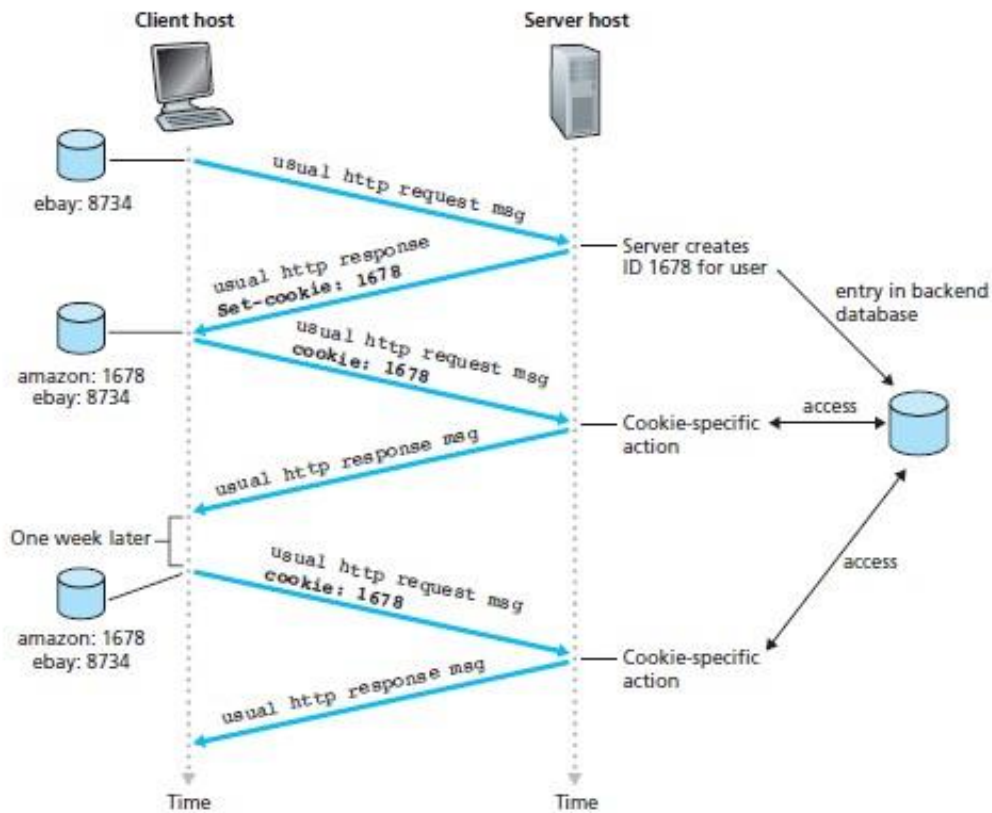 Client host
Server host
usual http request msg
ebay: 8734
Server creates
ID 1678 for user
entry in backend
database
usual http response
Set-cookie: 1678
usual http request msg
cookie: 1678
amazon: 1678
ebay: 8734
access
Cookie-specific
action
usual http response msg
One week later
usual http request msg
cookie: 1678
access
amazon: 1678
ebay: 8734
Cookie-specific
action
usual http response msg
Time
Time